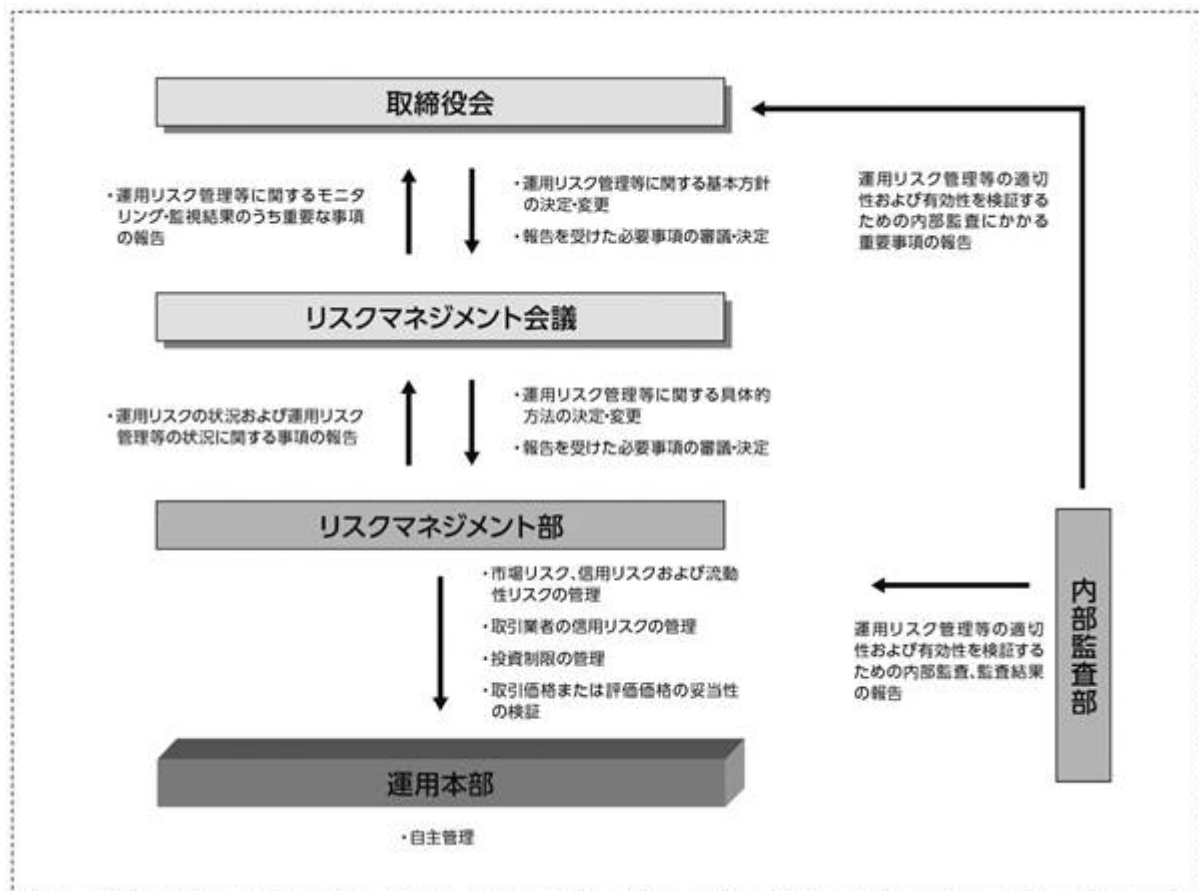 取締役会
・運用リスク管理等に関するモニタ
リング・監視結果のうち重要な事項
の報告
・運用リスク管理等に関する基本方針
の決定・変更
・報告を受けた必要事項の審議・決定
運用リスク管理等の適切
性および有効性を検証する
ための内部監査にかかる
重要事項の報告
リスクマネジメント会議
・運用リスクの状況および運用リスク
管理等の状況に関する事項の報告
・運用リスク管理等に関する具体的
方法の決定・変更
・報告を受けた必要事項の審議・決定
リスクマネジメント部
・市場リスク、信用リスクおよび流動
性リスクの管理
・取引業者の信用リスクの管理
・投資制限の管理
・取引価格または評価価格の妥当性
の検証
運用リスク管理等の適切
性および有効性を検証する
ための内部監査、監査結果
の報告
内部監査部
運用本部
・自主管理